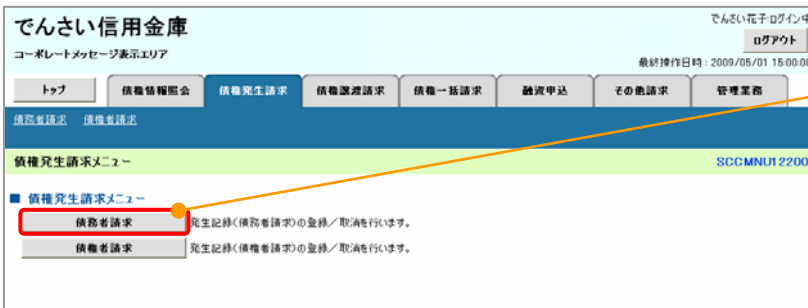 でんさい信用金庫
でんさい花子:ログイン中
コーポレートメッセージ表示エリア
ログアウト
最終操作日時:2009/05/01 15:00:00
トップ 債権情報照会 債権発生請求 債権譲渡請求 債権一括請求 融資申込 その他請求 管理業務
債務者請求 債権者請求
債権発生請求メニュー SCCMNU12200
■ 債権発生請求メニュー
債務者請求 発生記録(債務者請求)の登録/取消を行います。
債権者請求 発生記録(債権者請求)の登録/取消を行います。